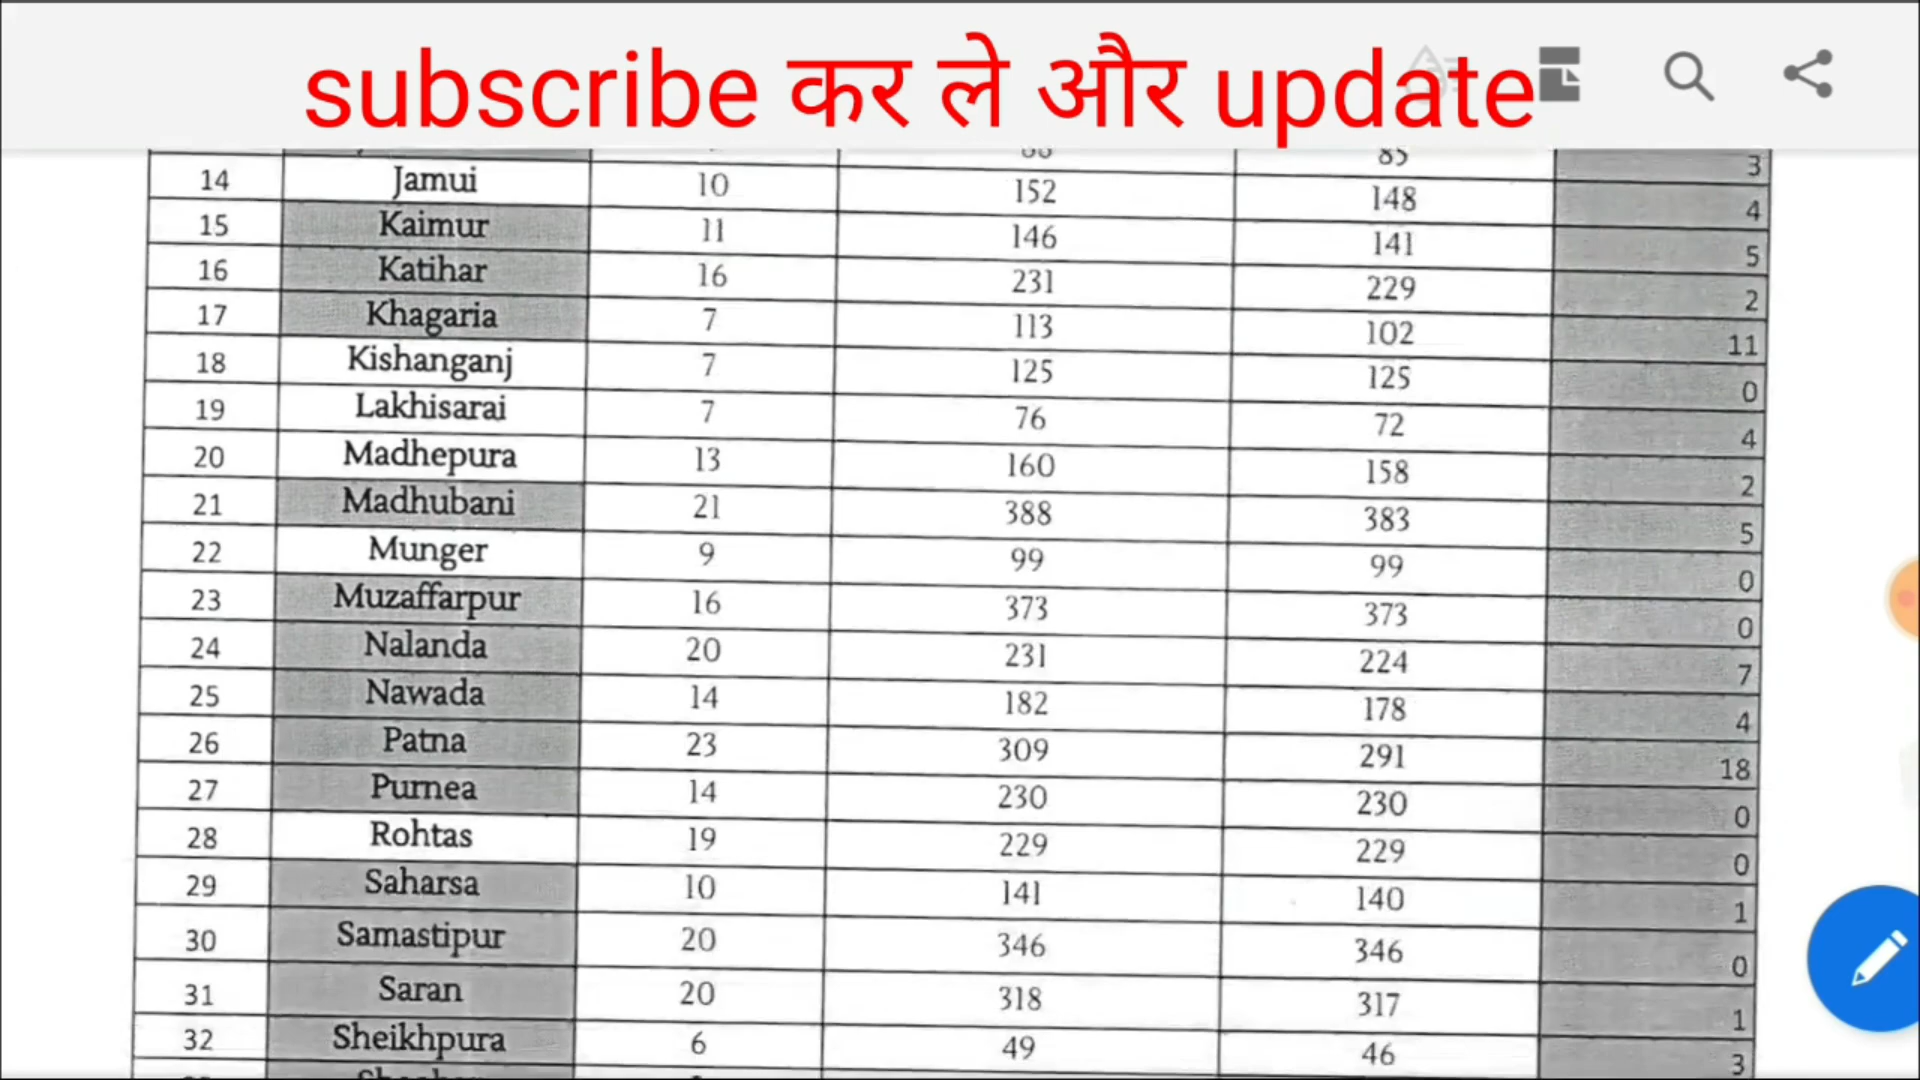 subscribe कर ले और update
85 3
14 Jamui 10 152 148 4
15 Kaimur 11 146 141 5
16 Katihar 16 231 229 2
17 Khagaria 7 113 102 11
18 Kishanganj 7 125 125 0
19 Lakhisarai 7 76 72 4
20 Madhepura 13 160 158 2
21 Madhubani 21 388 383 5
22 Munger 9 99 99 0
23 Muzaffarpur 16 373 373 0
24 Nalanda 20 231 224 7
25 Nawada 14 182 178 4
26 Patna 23 309 291 18
27 Purnea 14 230 230 0
28 Rohtas 19 229 229 0
29 Saharsa 10 141 140 1
30 Samastipur 20 346 346 0
31 Saran 20 318 317 1
32 Sheikhpura 6 49 46 3